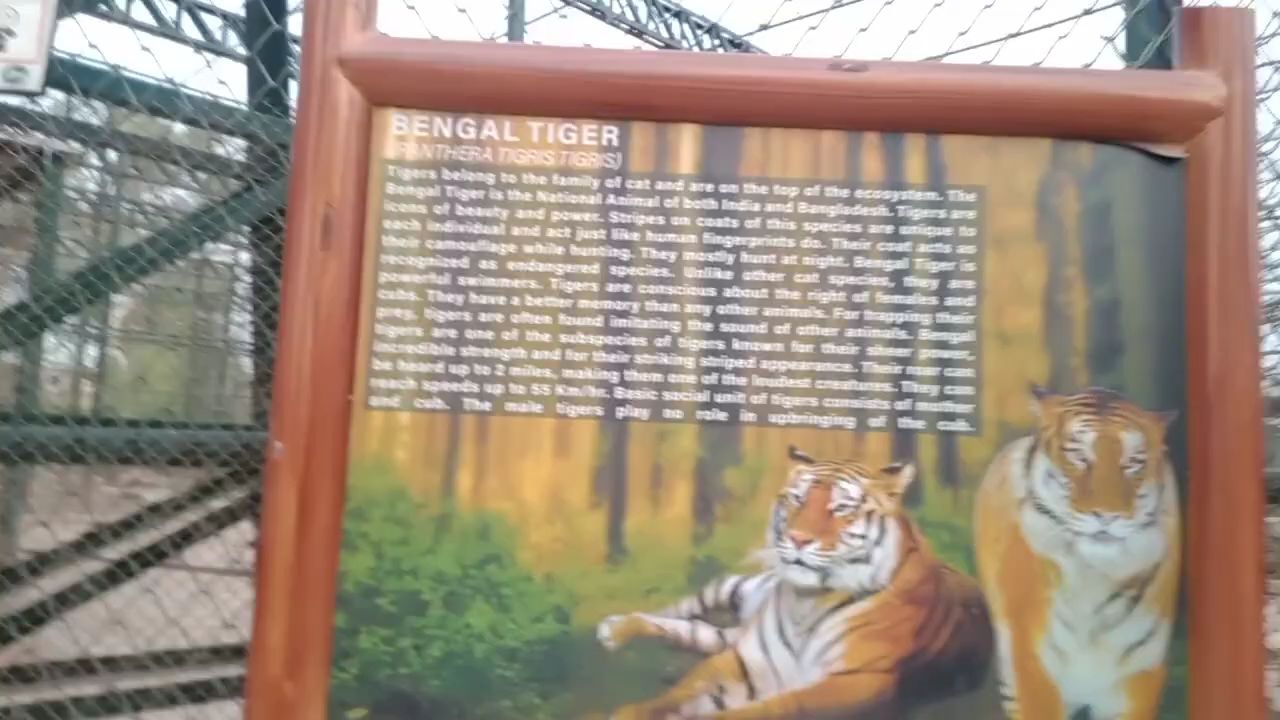 BENGAL TIGER
(PANTHERA TIGRIS TIGRIS)
Tigers belong to the family of cat and are on the top of the ecosystem. The
Bengal Tiger is the National Animal of both India and Bangladesh. Tigers are
icons of beauty and power. Stripes on coats of this species are unique to
each individual and act just like human fingerprints do. Their coat acts as
their camouflage while hunting. They mostly hunt at night. Bengal Tiger is
recognized as endangered species. Unlike other cat species, they are
powerful swimmers. Tigers are conscious about the right of females and
cubs. They have a better memory than any other animals. For trapping their
prey, tigers are often found imitating the sound of other animals. Bengal
tigers are one of the subspecies of tigers known for their sheer power,
incredible strength and for their striking striped appearance. Their roar can
be heard up to 2 miles, making them one of the loudest creatures. They can
reach speeds up to 55 Km/hr. Basic social unit of tigers consists of mother
and cub. The male tigers play no role in upbringing of the cub.